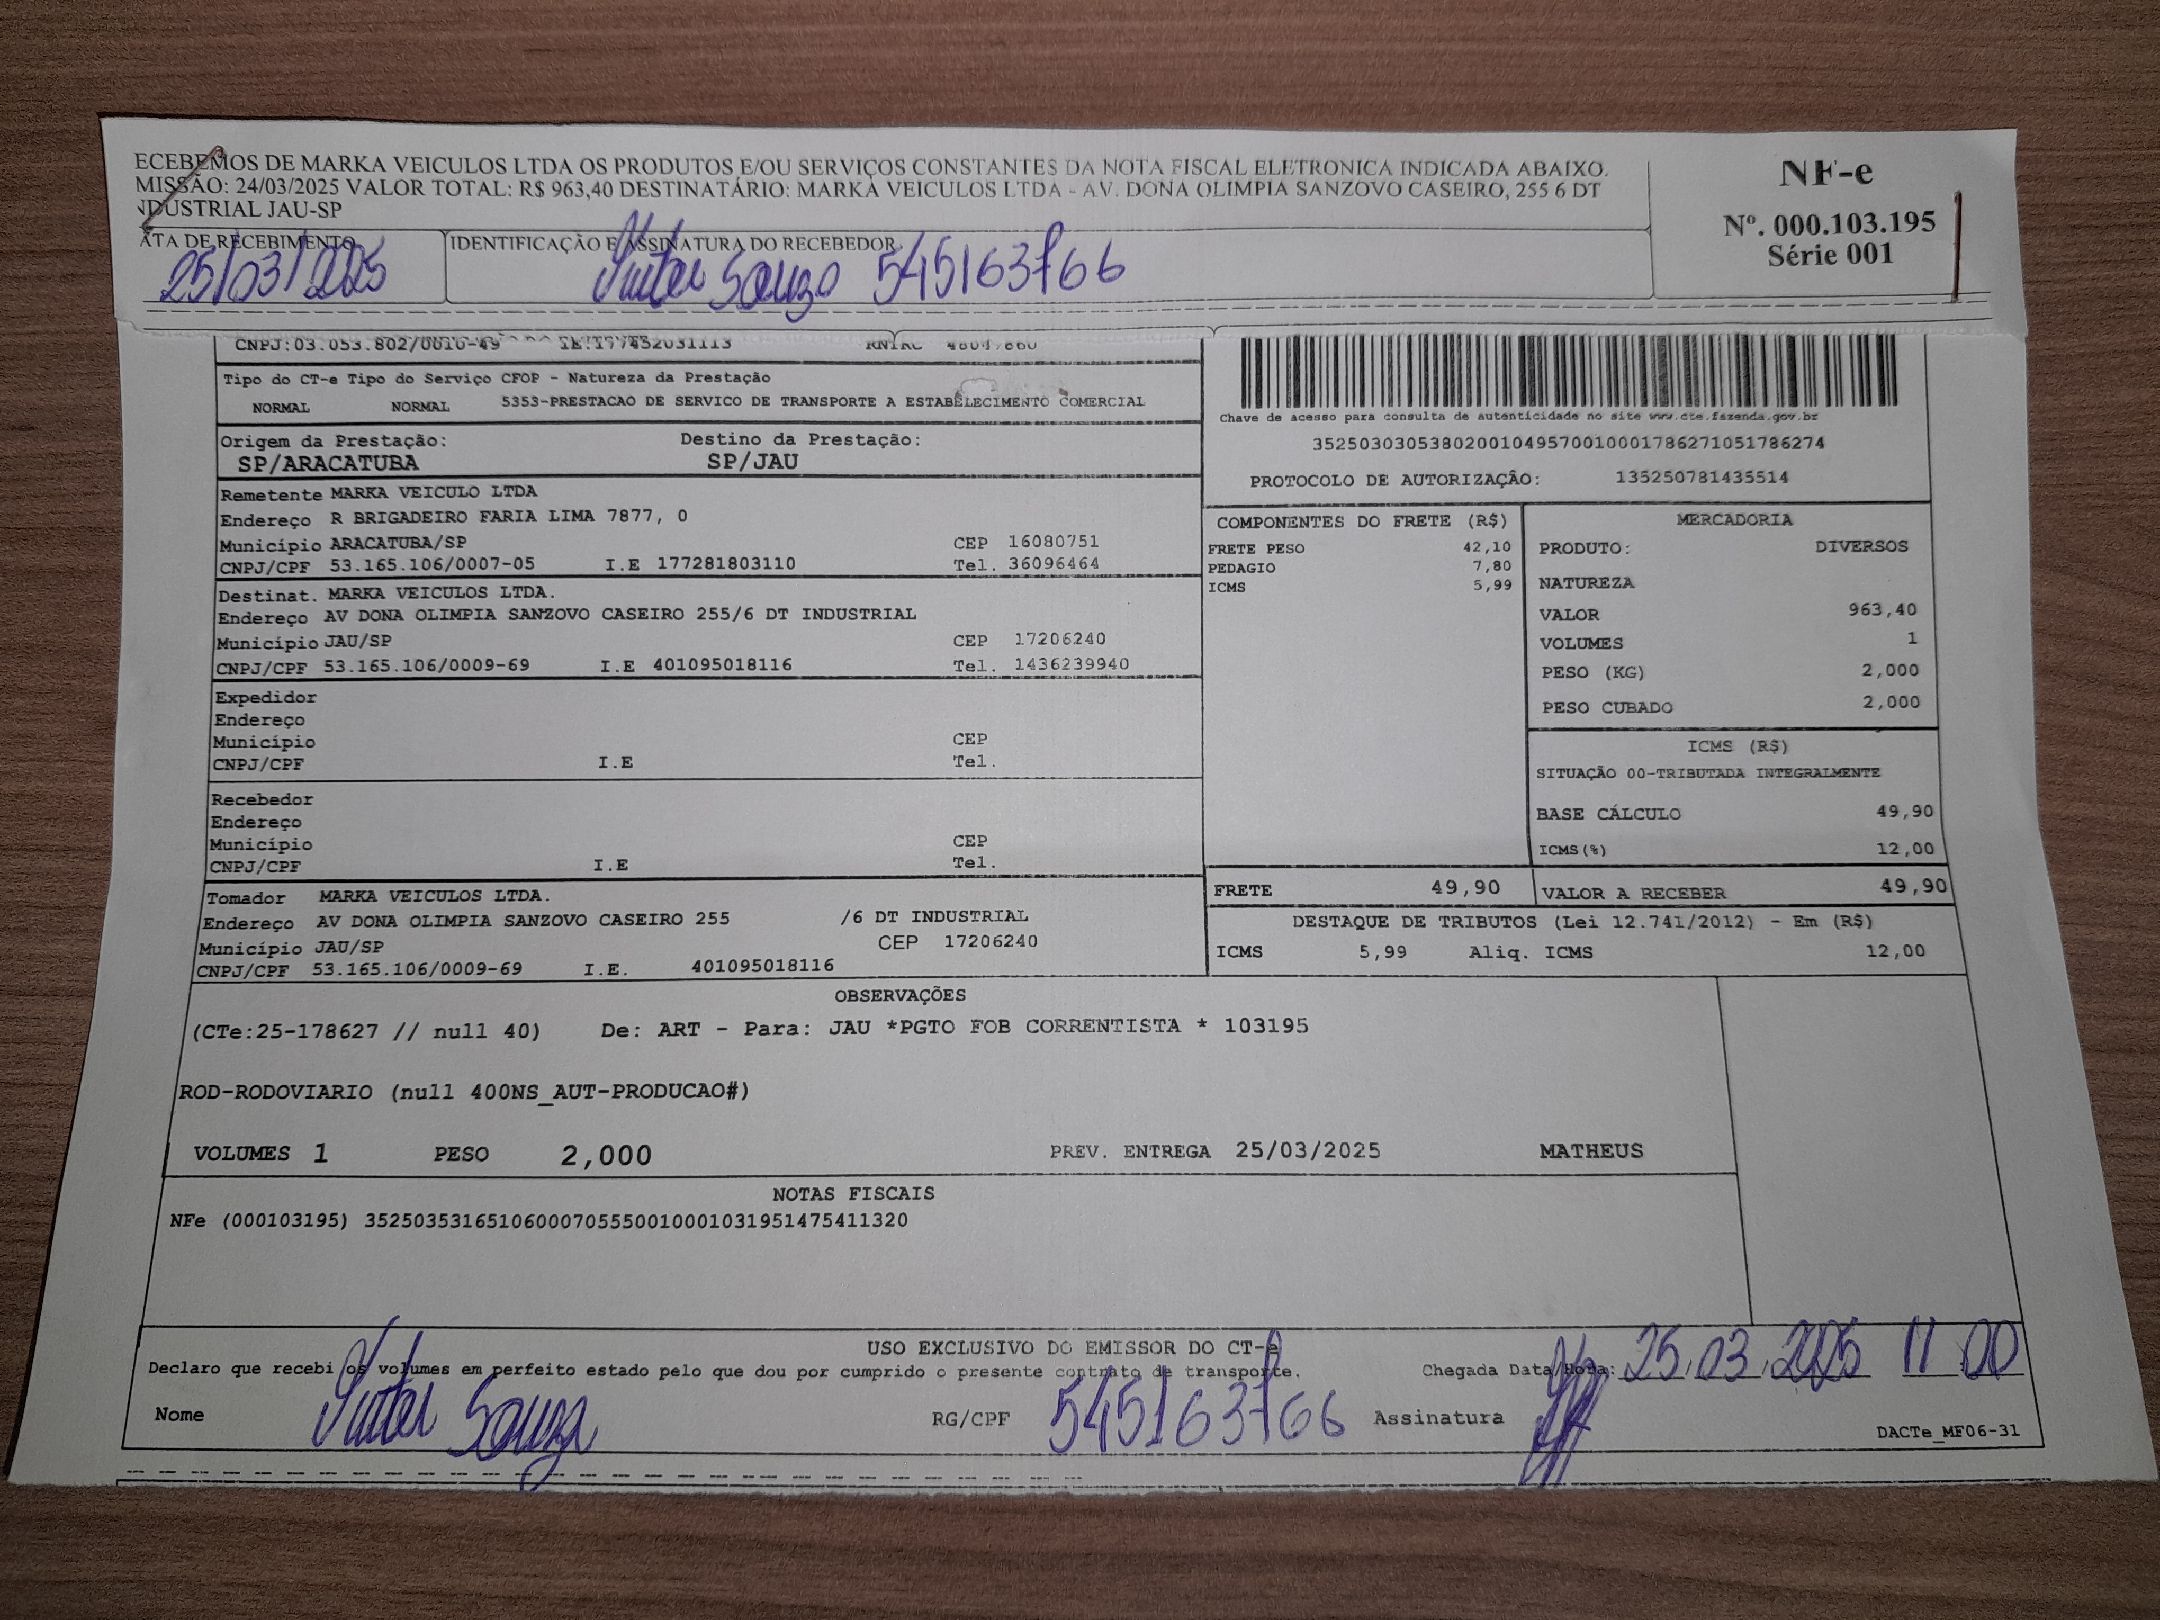 ECEBEMOS DE MARKA VEICULOS LTDA OS PRODUTOS E/OU SERVIÇOS CONSTANTES DA NOTA FISCAL ELETRONICA INDICADA ABAIXO.
MISSÃO: 24/03/2025 VALOR TOTAL: R$ 963,40 DESTINATÁRIO: MARKA VEICULOS LTDA - AV. DONA OLIMPIA SANZOVO CASEIRO, 255 6 DT
NDUSTRIAL JAU-SP
NF-e
Nº. 000.103.195
Série 001
ATA DE RECEBIMENTO
25/03/2025
IDENTIFICAÇÃO E ASSINATURA DO RECEBEDOR
Souza 545163766
CNPJ:03.053.802/0010-49
Tipo do CT-e Tipo do Serviço CFOP - Natureza da Prestação
NORMAL NORMAL 5353-PRESTACAO DE SERVICO DE TRANSPORTE A ESTABELECIMENTO COMERCIAL
Chave de acesso para consulta de autenticidade no site www.cte.fazenda.gov.br
35250303053802001049570010001786271051786274
PROTOCOLO DE AUTORIZAÇÃO: 135250781435514
Origem da Prestação: Destino da Prestação:
SP/ARACATUBA SP/JAU
Remetente MARKA VEICULO LTDA
Endereço R BRIGADEIRO FARIA LIMA 7877, 0
Município ARACATUBA/SP CEP 16080751
CNPJ/CPF 53.165.106/0007-05 I.E 177281803110 Tel. 36096464
Destinat. MARKA VEICULOS LTDA.
Endereço AV DONA OLIMPIA SANZOVO CASEIRO 255/6 DT INDUSTRIAL
Município JAU/SP CEP 17206240
CNPJ/CPF 53.165.106/0009-69 I.E 401095018116 Tel. 1436239940
Expedidor
Endereço
Município CEP
CNPJ/CPF I.E Tel.
Recebedor
Endereço
Município CEP
CNPJ/CPF I.E Tel.
Tomador MARKA VEICULOS LTDA.
Endereço AV DONA OLIMPIA SANZOVO CASEIRO 255 /6 DT INDUSTRIAL
Município JAU/SP CEP 17206240
CNPJ/CPF 53.165.106/0009-69 I.E. 401095018116
COMPONENTES DO FRETE (R$)
FRETE PESO 42,10
PEDAGIO 7,80
ICMS 5,99
MERCADORIA
PRODUTO: DIVERSOS
NATUREZA
VALOR 963,40
VOLUMES 1
PESO (KG) 2,000
PESO CUBADO 2,000
ICMS (R$)
SITUAÇÃO 00-TRIBUTADA INTEGRALMENTE
BASE CÁLCULO 49,90
ICMS(%) 12,00
FRETE 49,90 VALOR A RECEBER 49,90
DESTAQUE DE TRIBUTOS (Lei 12.741/2012) - Em (R$)
ICMS 5,99 Aliq. ICMS 12,00
OBSERVAÇÕES
(CTe:25-178627 // null 40) De: ART - Para: JAU *PGTO FOB CORRENTISTA * 103195
ROD-RODOVIARIO (null 400NS_AUT-PRODUCAO#)
VOLUMES 1 PESO 2,000 PREV. ENTREGA 25/03/2025 MATHEUS
NOTAS FISCAIS
NFe (000103195) 35250353165106000705550010001031951475411320
USO EXCLUSIVO DO EMISSOR DO CT-e
Declaro que recebi os volumes em perfeito estado pelo que dou por cumprido o presente contrato de transporte. Chegada Data/Hora: 25 03 2025 11 00
Nome Souza RG/CPF 545163766 Assinatura
DACTe_MF06-31